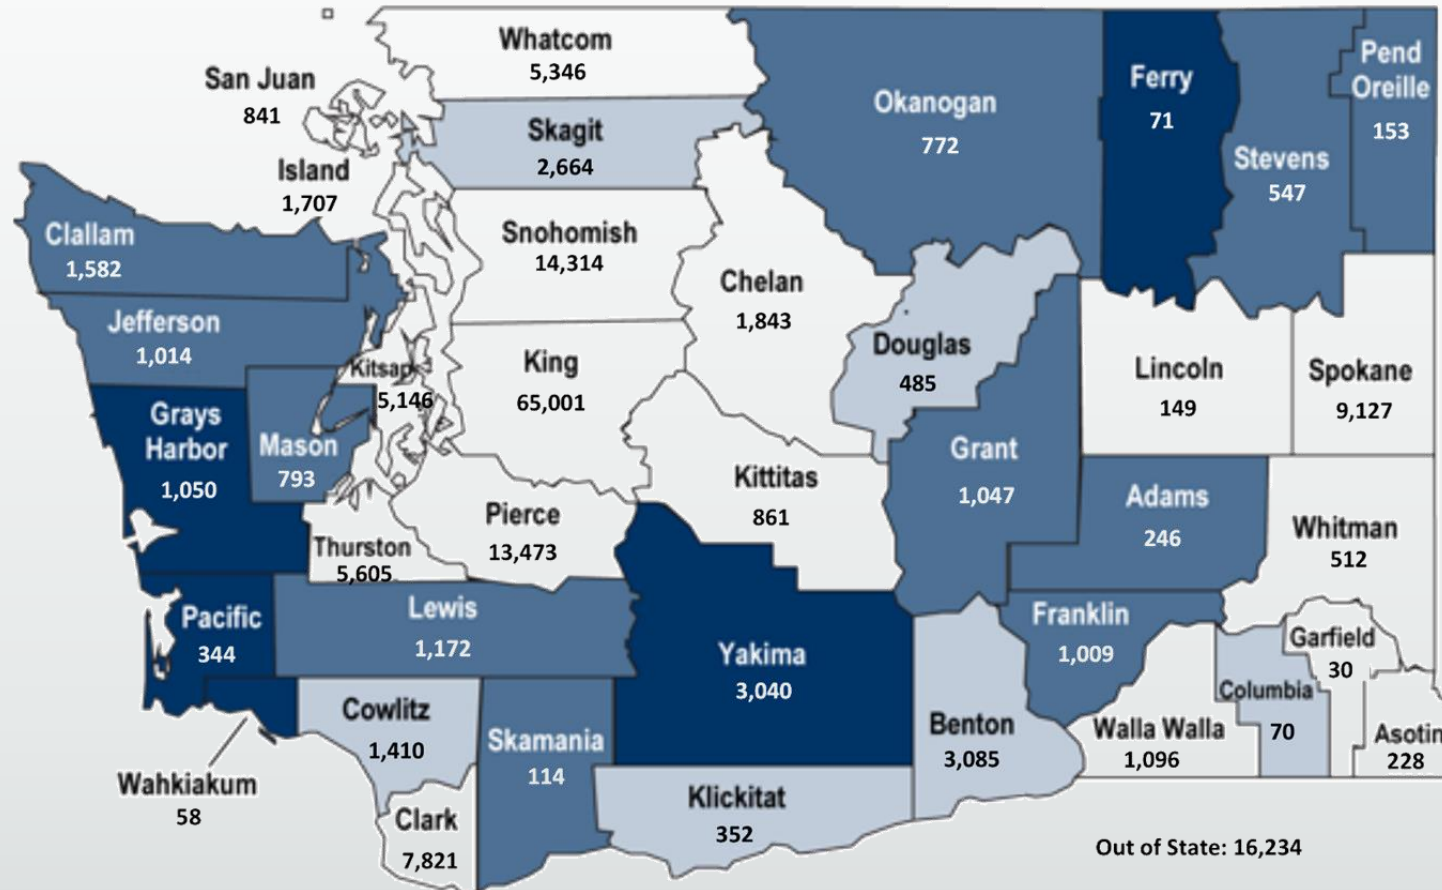 Whatcom
5,346
San Juan
841
Skagit
2,664
Island
1,707
Okanogan
772
Ferry
71
Pend
Oreille
153
Stevens
547
Clallam
1,582
Snohomish
14,314
Chelan
1,843
Jefferson
1,014
Kitsap
5,146
King
65,001
Douglas
485
Lincoln
149
Spokane
9,127
Grays
Harbor
1,050
Mason
793
Kittitas
861
Grant
1,047
Adams
246
Whitman
512
Pierce
13,473
Thurston
5,605
Pacific
344
Lewis
1,172
Yakima
3,040
Franklin
1,009
Garfield
30
Columbia
70
Cowlitz
1,410
Skamania
114
Benton
3,085
Walla Walla
1,096
Asotin
228
Wahkiakum
58
Clark
7,821
Klickitat
352
Out of State: 16,234